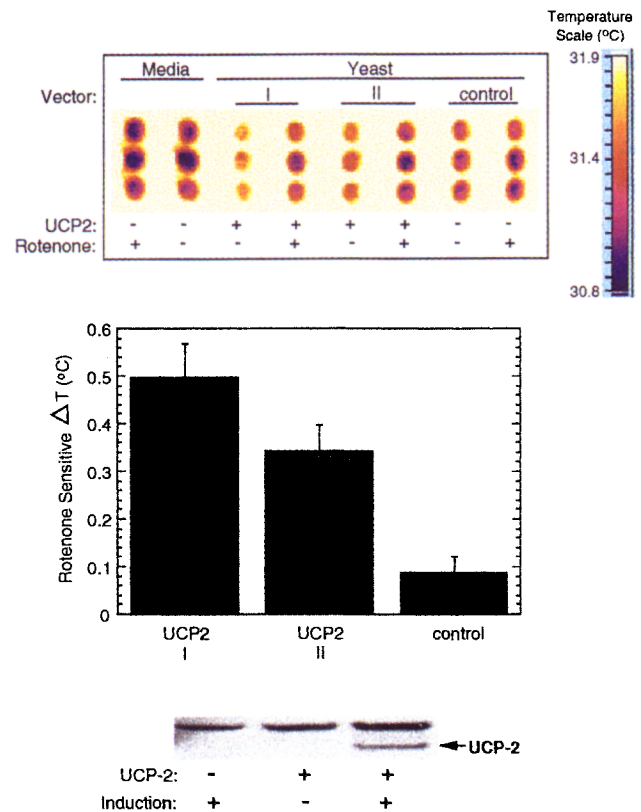 Temperature
Scale (ºC)
Media Yeast
Vector: I II control
31.9
31.4
30.8
UCP2: - - + + + + - -
Rotenone: + - - + - + - +
Rotenone Sensitive △T (ºC)
0.6
0.5
0.4
0.3
0.2
0.1
0
UCP2 UCP2 control
I II
UCP-2
UCP-2: - + +
Induction: + - +